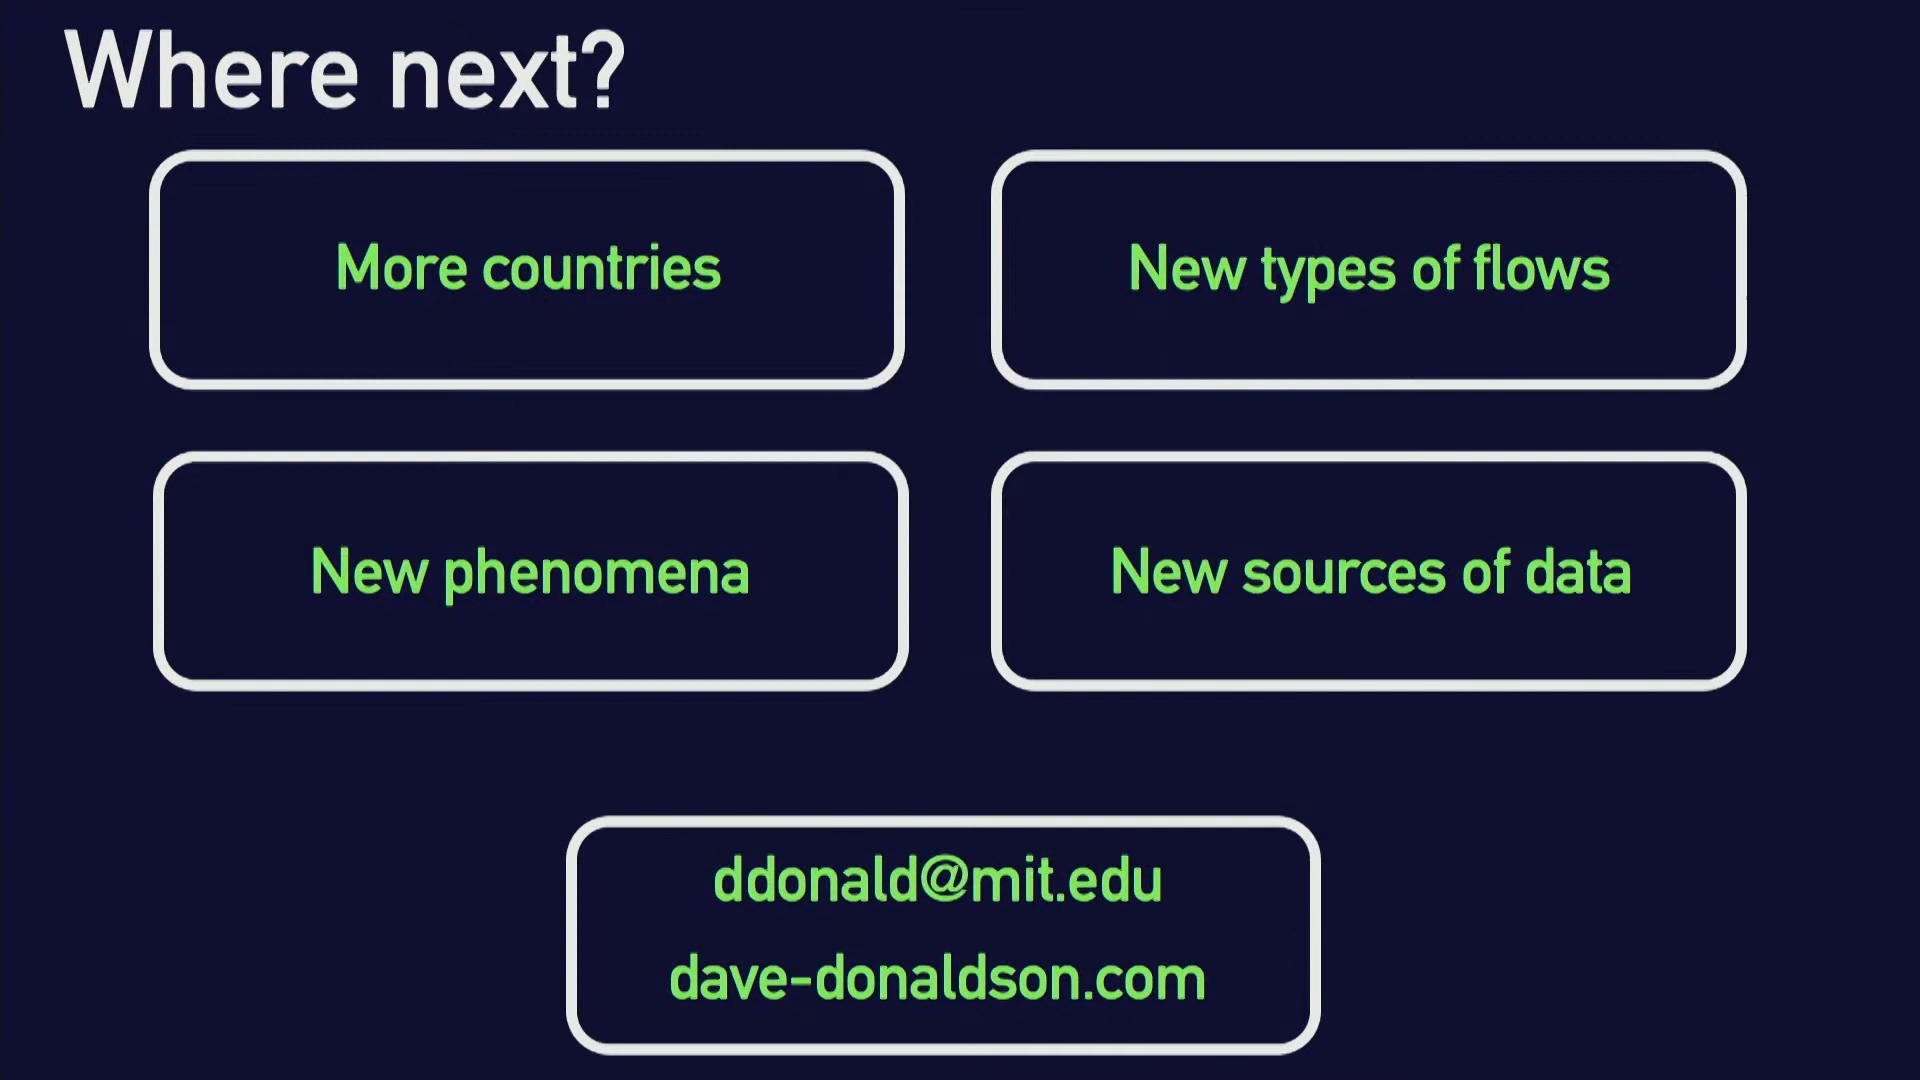 Where next?
More countries
New types of flows
New phenomena
New sources of data
ddonald@mit.edu
dave-donaldson.com